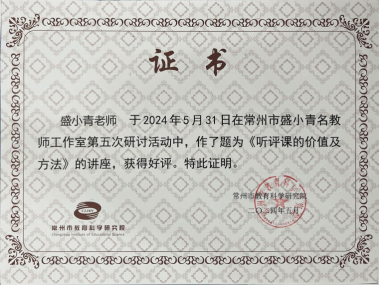 证书
盛小青老师 于2024年5月31日在常州市盛小青名教
师工作室第五次研讨活动中，作了题为《听评课的价值及
方法》的讲座，获得好评。特此证明。
常州市教育科学研究院
二〇二四年五月
常州市教育科学研究院